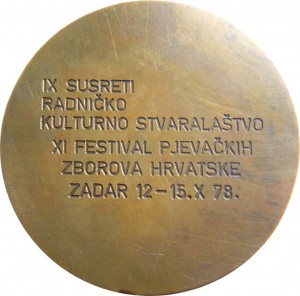 IX SUSRETI
RADNIČKO
KULTURNO STVARALAŠTVO
XI FESTIVAL PJEVAČKIH
ZBOROVA HRVATSKE
ZADAR 12-15.X 78.